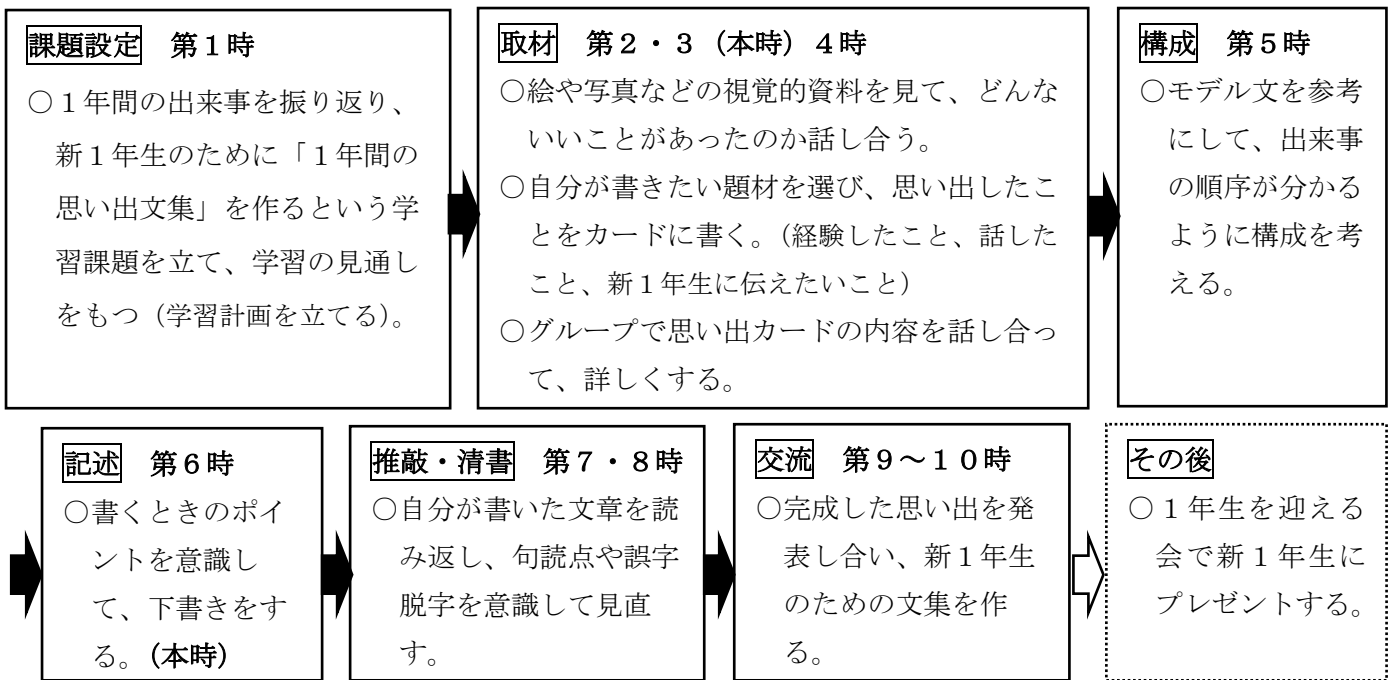 課題設定　第１時
○１年間の出来事を振り返り、
新１年生のために「１年間の
思い出文集」を作るという学
習課題を立て、学習の見通し
をもつ（学習計画を立てる）。
取材　第２・３（本時）４時
○絵や写真などの視覚的資料を見て、どんな
いいことがあったのか話し合う。
○自分が書きたい題材を選び、思い出したこ
とをカードに書く。（経験したこと、話した
こと、新１年生に伝えたいこと）
○グループで思い出カードの内容を話し合っ
て、詳しくする。
構成　第５時
○モデル文を参考
にして、出来事
の順序が分かる
ように構成を考
える。
記述　第６時
○書くときのポイ
ントを意識し
て、下書きをす
る。（本時）
推敲・清書　第７・８時
○自分が書いた文章を読
み返し、句読点や誤字
脱字を意識して見直
す。
交流　第９～１０時
○完成した思い出を発
表し合い、新１年生
のための文集を作
る。
その後
○１年生を迎える
会で新１年生に
プレゼントする。